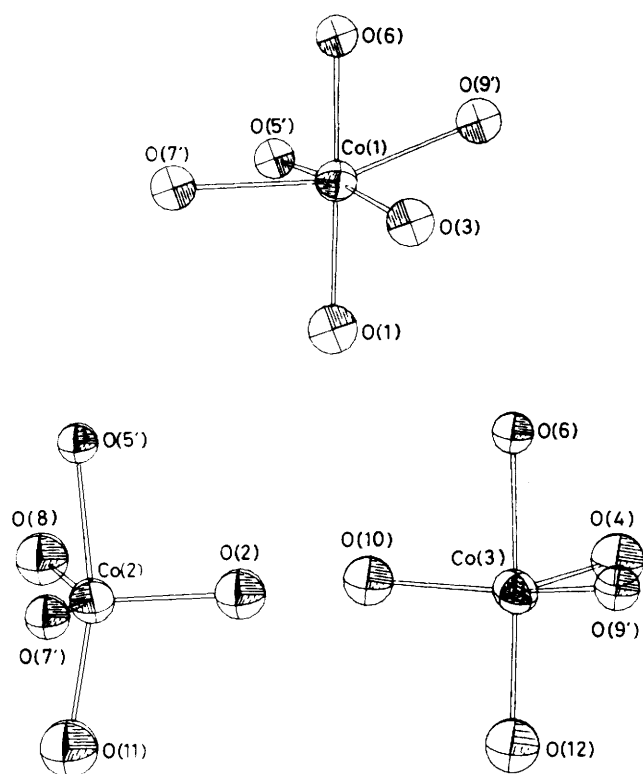 O(6)
O(9')
O(5')
Co(1)
O(7')
O(3)
O(1)
O(5')
O(6)
O(8)
O(4)
Co(2)
O(2)
O(10)
Co(3)
O(7')
O(9')
O(11)
O(12)